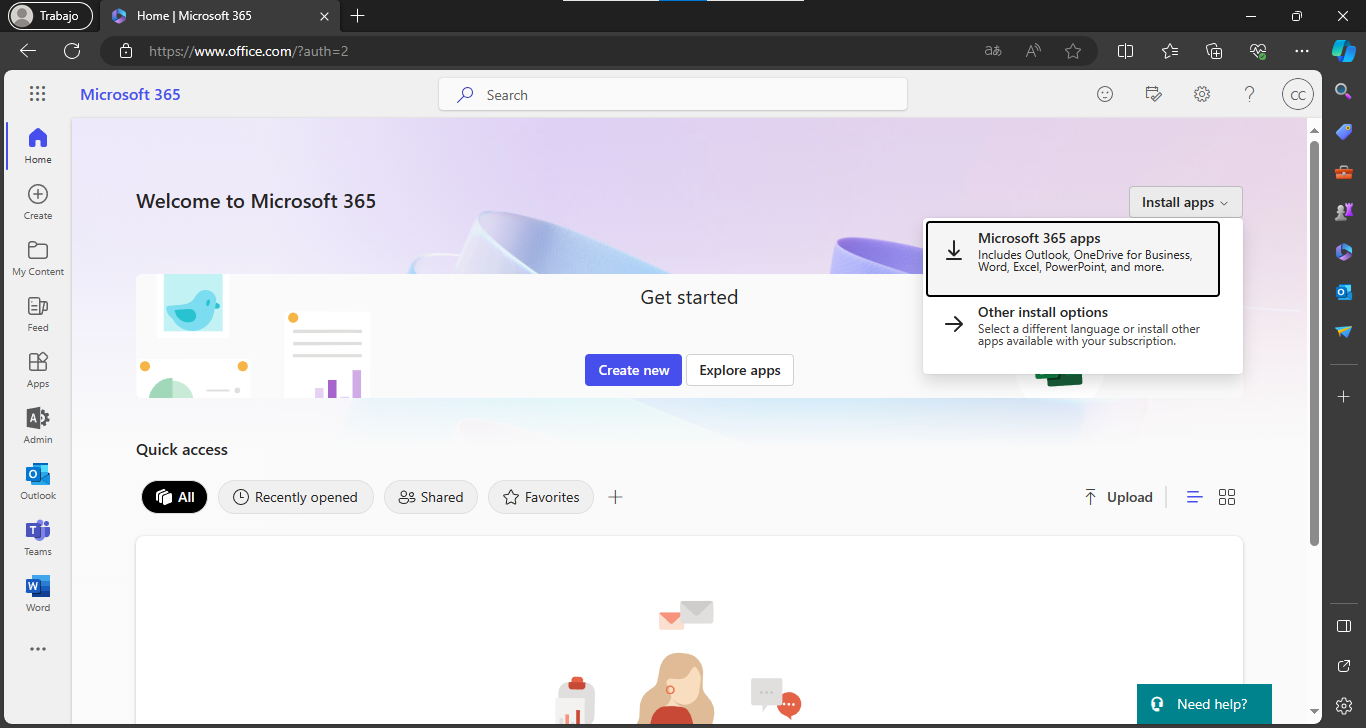 Trabajo
Home | Microsoft 365
https://www.office.com/?auth=2
Microsoft 365
Search
CC
Home
Create
My Content
Feed
Apps
Admin
Outlook
Teams
Word
Welcome to Microsoft 365
Install apps
Microsoft 365 apps
Includes Outlook, OneDrive for Business,
Word, Excel, PowerPoint, and more.
Other install options
Select a different language or install other
apps available with your subscription.
Get started
Create new
Explore apps
Quick access
All
Recently opened
Shared
Favorites
Upload
Need help?